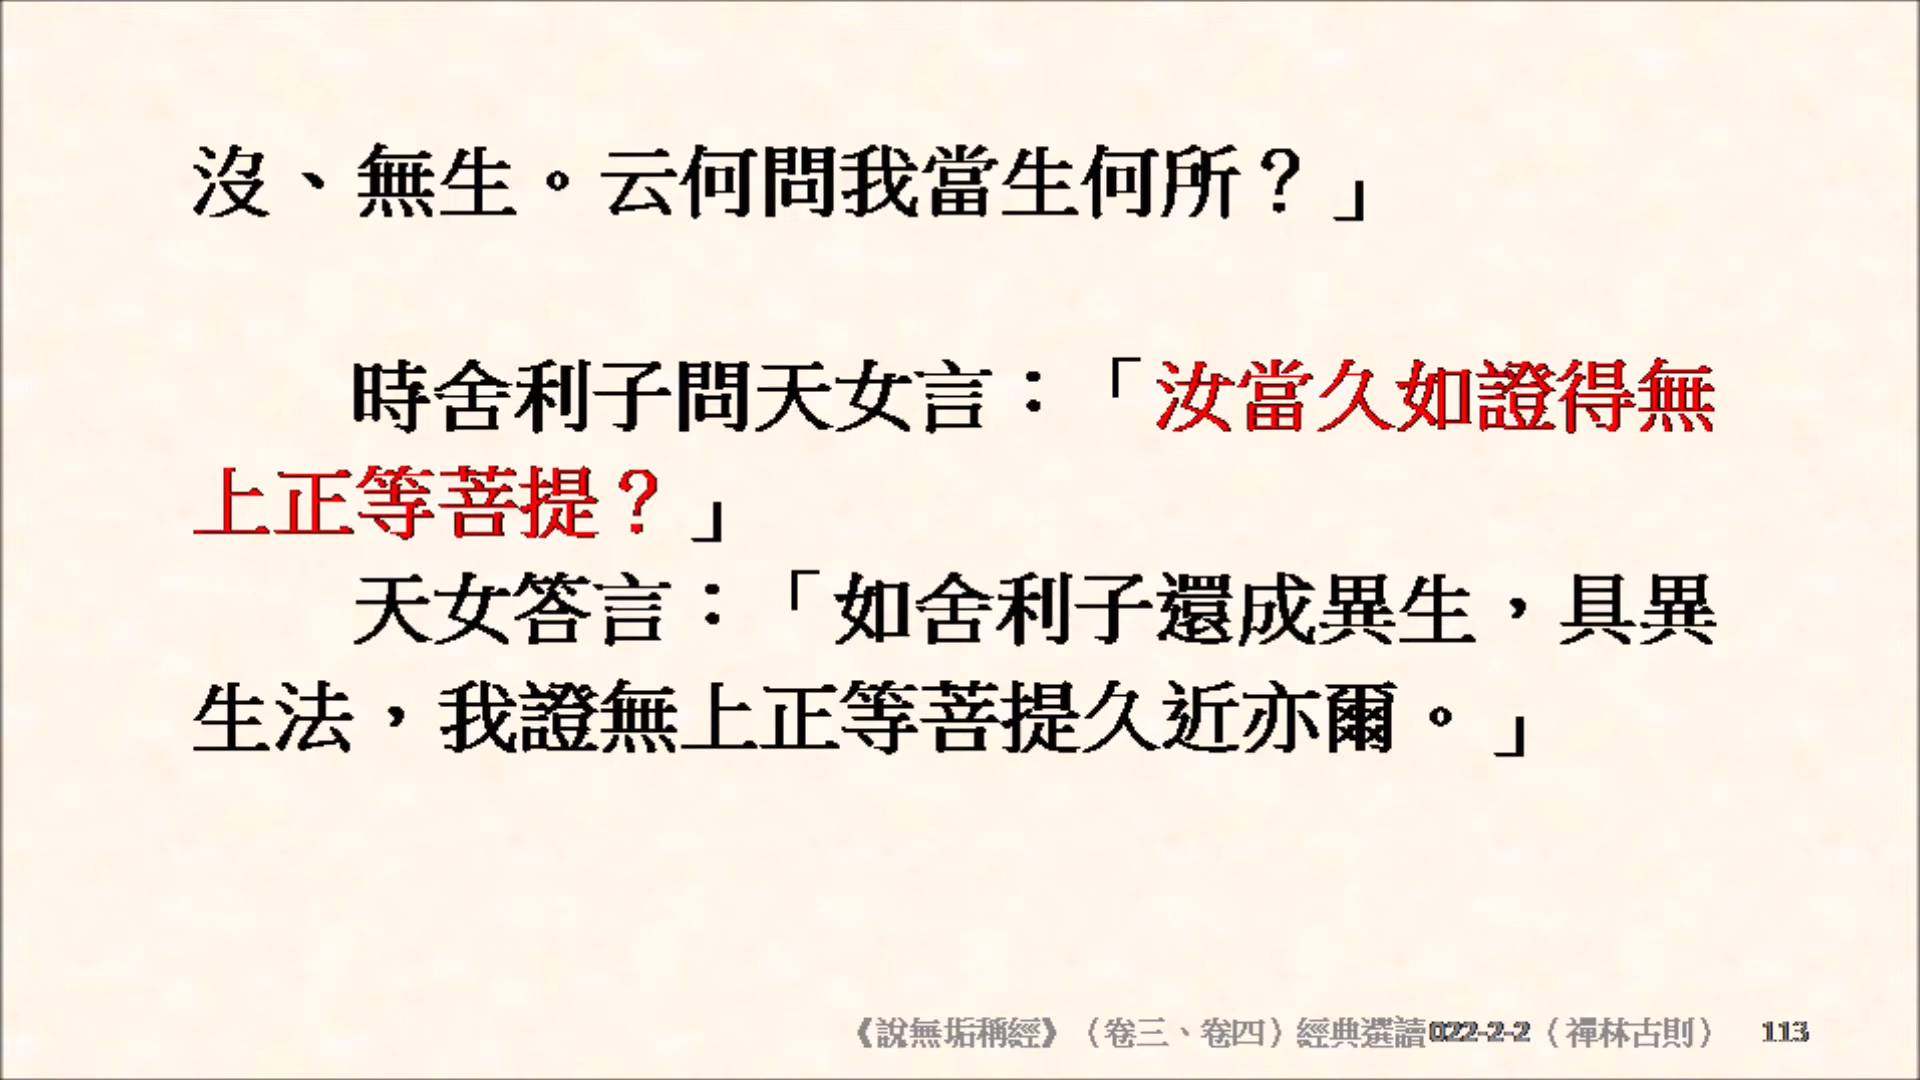 沒、無生。云何問我當生何所？」
時舍利子問天女言：「汝當久如證得無
上正等菩提？」
天女答言：「如舍利子還成異生，具異
生法，我證無上正等菩提久近亦爾。」
《說無垢稱經》（卷三、卷四）經典選讀022-2-2（禪林古則） 113